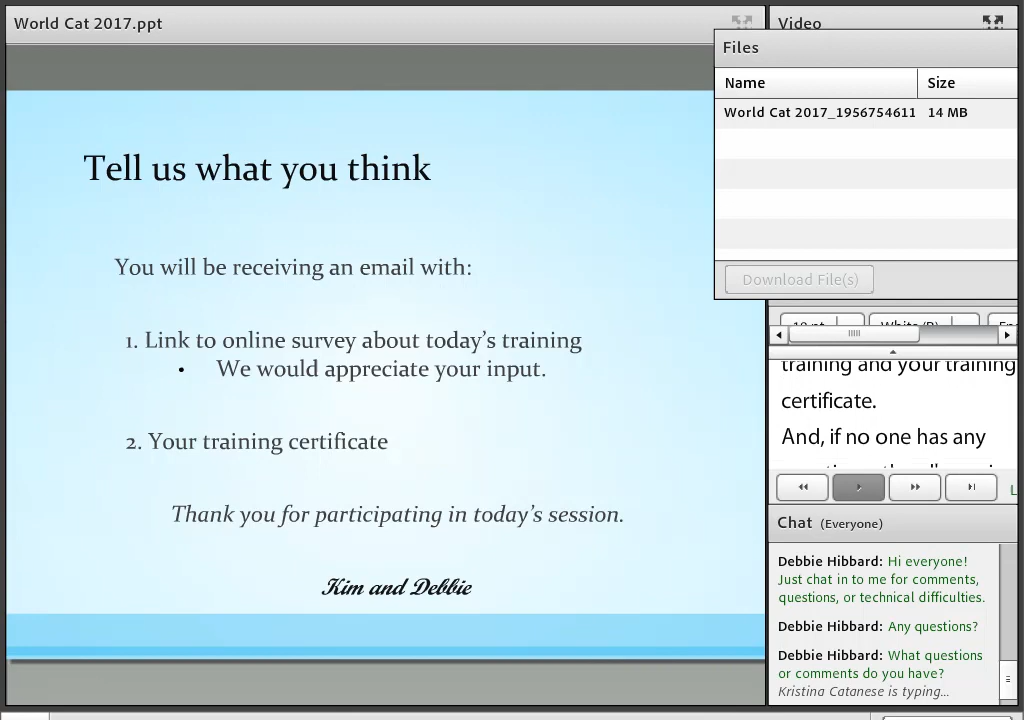 World Cat 2017.ppt
Video
Files
Name Size
World Cat 2017_1956754611 14 MB
Download File(s)
Tell us what you think
You will be receiving an email with:
1. Link to online survey about today's training
• We would appreciate your input.
2. Your training certificate
Thank you for participating in today's session.
Kim and Debbie
training and your training
certificate.
And, if no one has any
Chat (Everyone)
Debbie Hibbard: Hi everyone!
Just chat in to me for comments,
questions, or technical difficulties.
Debbie Hibbard: Any questions?
Debbie Hibbard: What questions
or comments do you have?
Kristina Catanese is typing...